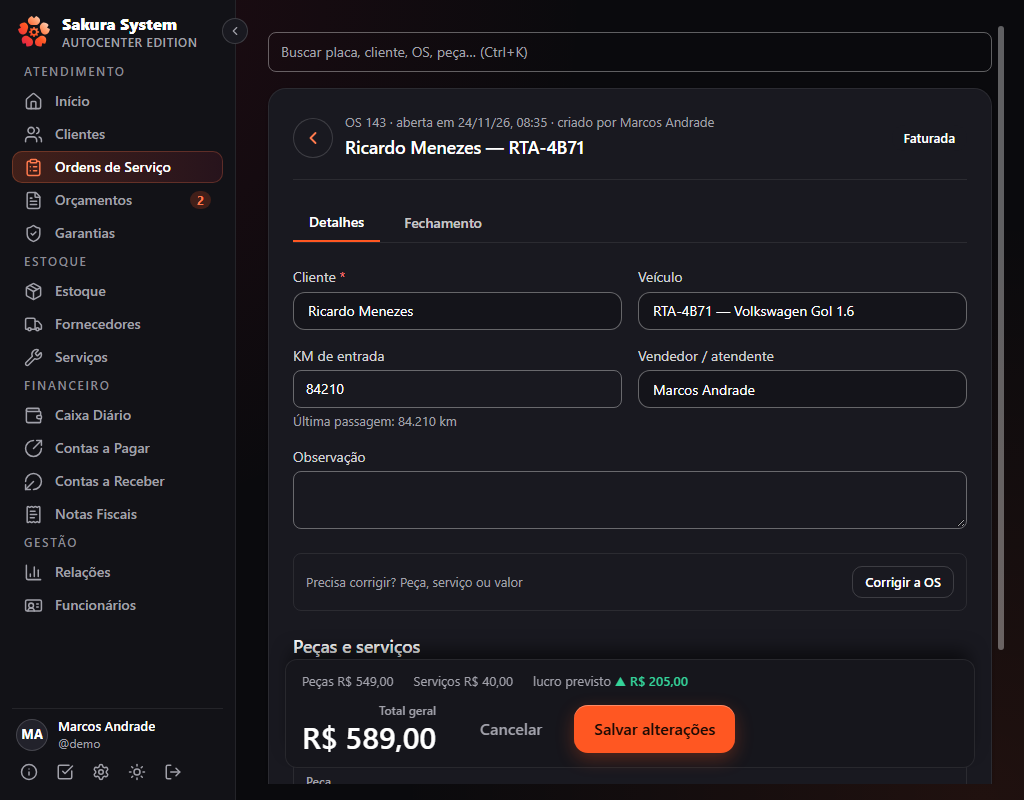 Sakura System
AUTOCENTER EDITION
ATENDIMENTO
Início
Clientes
Ordens de Serviço
Orçamentos 2
Garantias
ESTOQUE
Estoque
Fornecedores
Serviços
FINANCEIRO
Caixa Diário
Contas a Pagar
Contas a Receber
Notas Fiscais
GESTÃO
Relações
Funcionários
MA
Marcos Andrade
@demo
Buscar placa, cliente, OS, peça... (Ctrl+K)
OS 143 · aberta em 24/11/26, 08:35 · criado por Marcos Andrade
Ricardo Menezes — RTA-4B71
Faturada
Detalhes Fechamento
Cliente * Veículo
Ricardo Menezes RTA-4B71 — Volkswagen Gol 1.6
KM de entrada Vendedor / atendente
84210 Marcos Andrade
Última passagem: 84.210 km
Observação
Precisa corrigir? Peça, serviço ou valor Corrigir a OS
Peças e serviços
Peças R$ 549,00 Serviços R$ 40,00 lucro previsto ▲ R$ 205,00
Total geral
R$ 589,00 Cancelar Salvar alterações
Peça